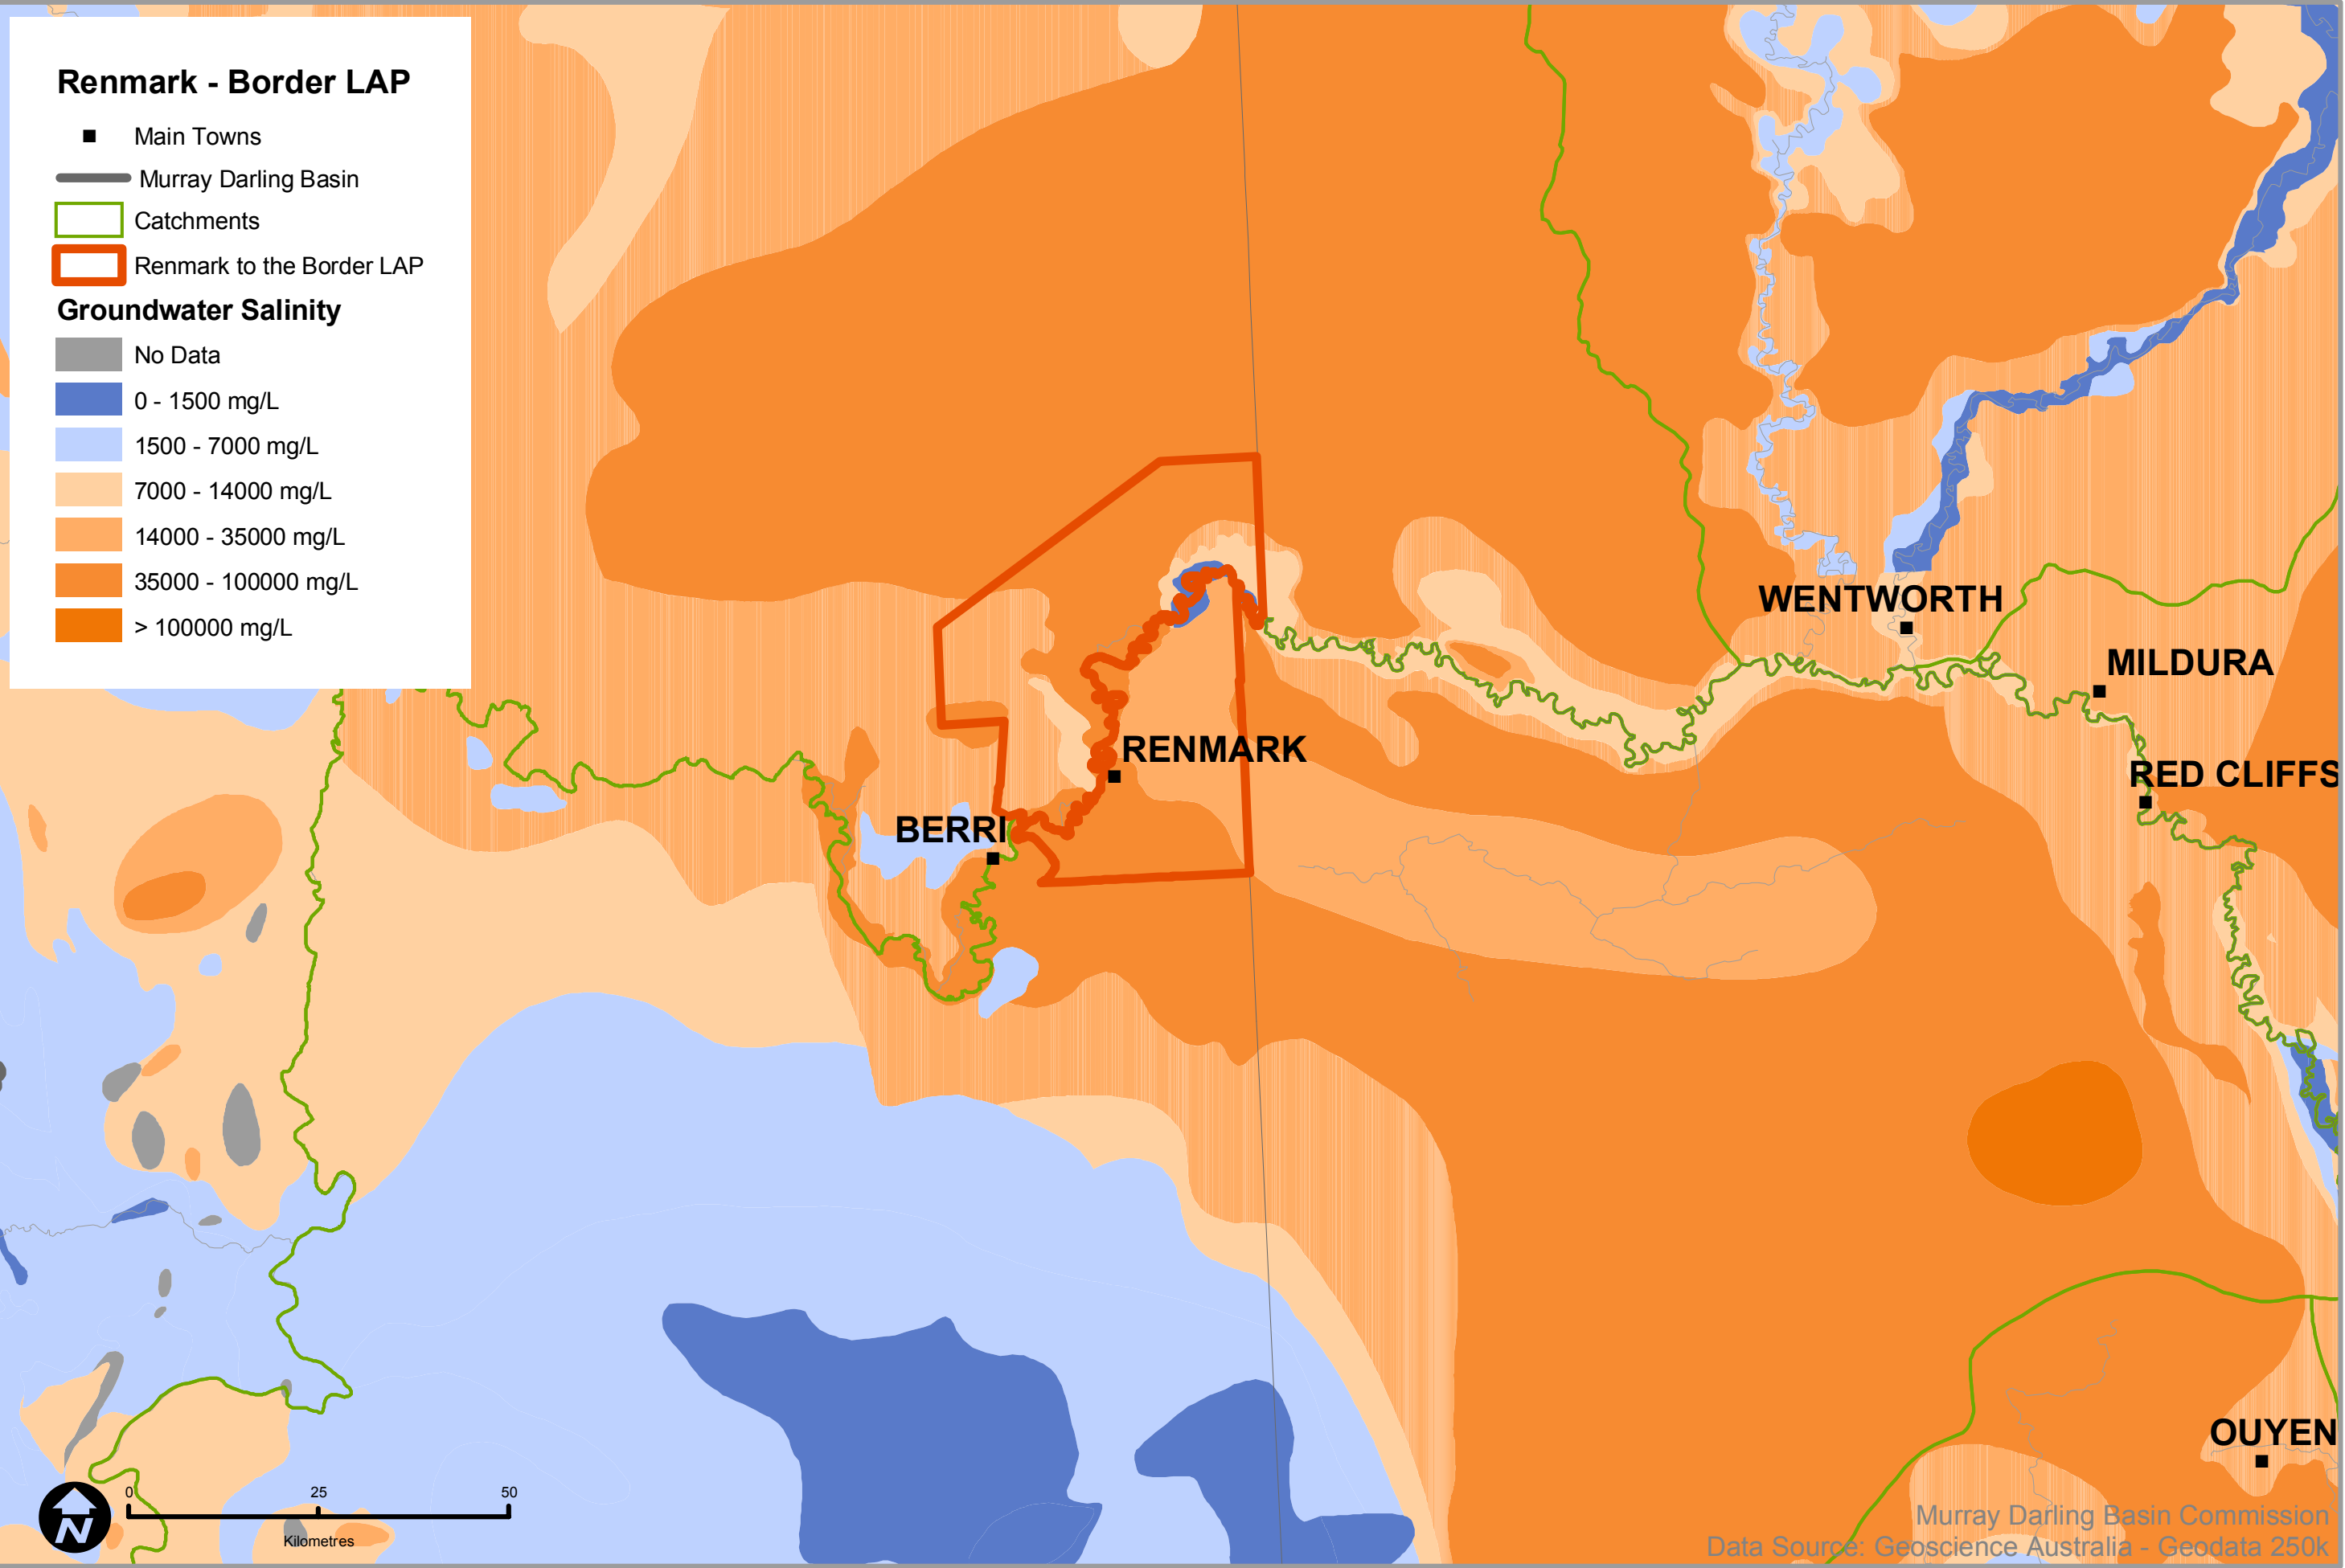 Renmark - Border LAP
Main Towns
Murray Darling Basin
Catchments
Renmark to the Border LAP
Groundwater Salinity
No Data
0 - 1500 mg/L
1500 - 7000 mg/L
7000 - 14000 mg/L
14000 - 35000 mg/L
35000 - 100000 mg/L
> 100000 mg/L
WENTWORTH
MILDURA
RENMARK
RED CLIFFS
BERRI
OUYEN
0 25 50
Kilometres
N
Murray Darling Basin Commission
Data Source: Geoscience Australia - Geodata 250k